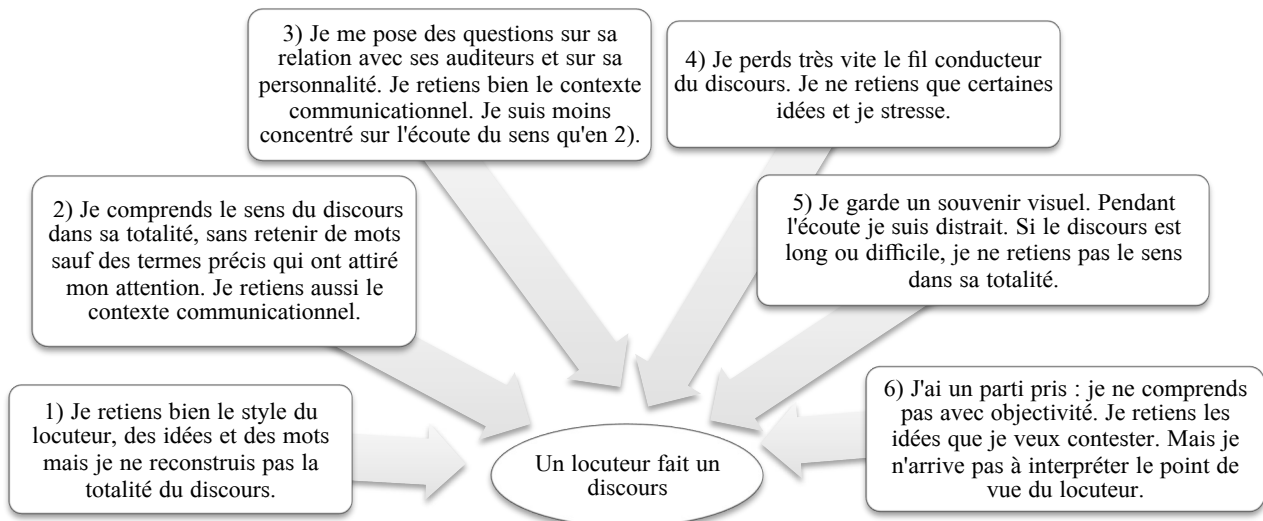 3) Je me pose des questions sur sa
relation avec ses auditeurs et sur sa
personnalité. Je retiens bien le contexte
communicationnel. Je suis moins
concentré sur l'écoute du sens qu'en 2).
4) Je perds très vite le fil conducteur
du discours. Je ne retiens que certaines
idées et je stresse.
2) Je comprends le sens du discours
dans sa totalité, sans retenir de mots
sauf des termes précis qui ont attiré
mon attention. Je retiens aussi le
contexte communicationnel.
5) Je garde un souvenir visuel. Pendant
l'écoute je suis distrait. Si le discours est
long ou difficile, je ne retiens pas le sens
dans sa totalité.
1) Je retiens bien le style du
locuteur, des idées et des mots
mais je ne reconstruis pas la
totalité du discours.
6) J'ai un parti pris : je ne comprends
pas avec objectivité. Je retiens les
idées que je veux contester. Mais je
n'arrive pas à interpréter le point de
vue du locuteur.
Un locuteur fait un
discours